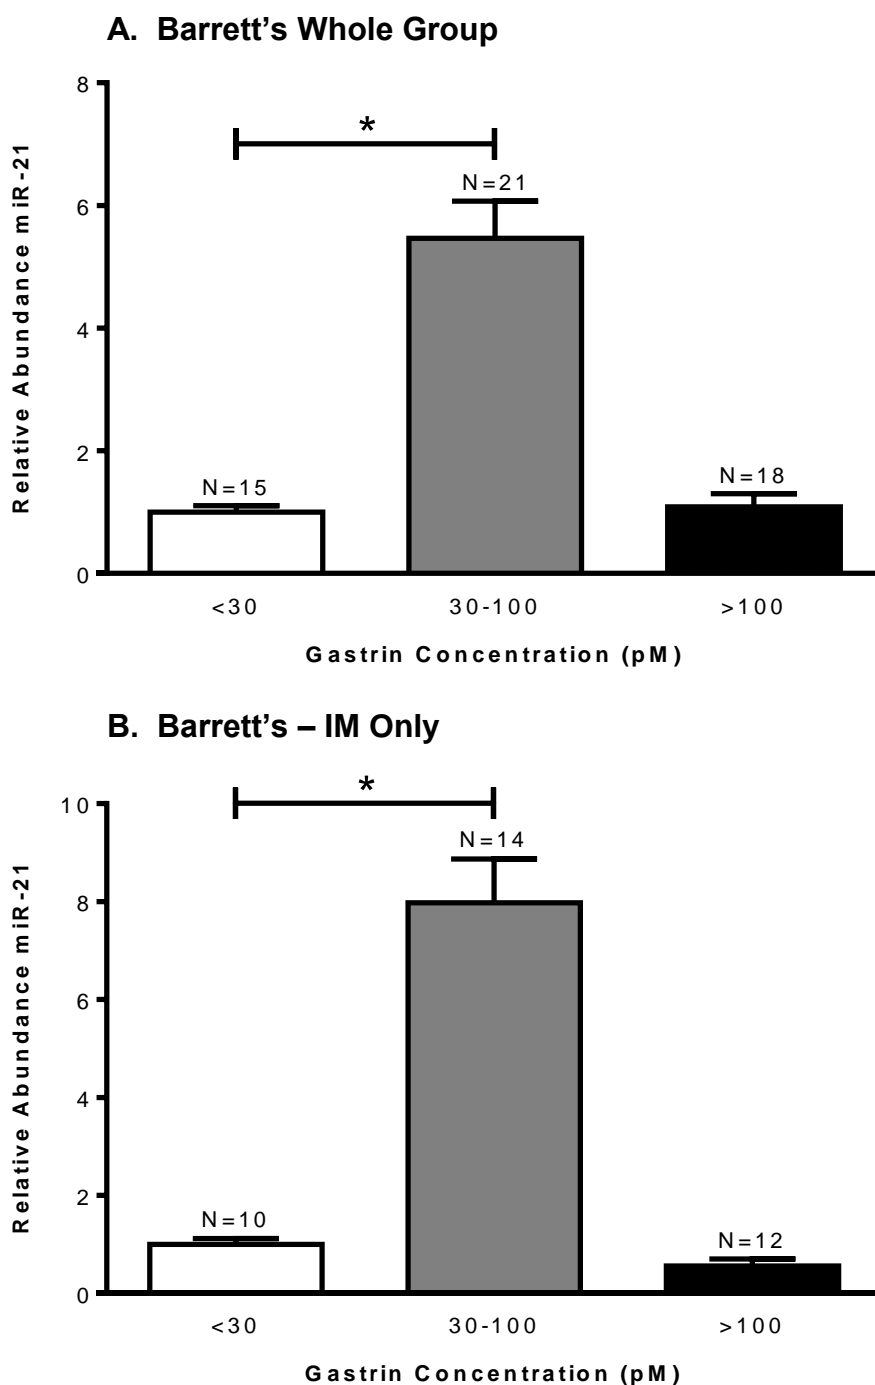 A. Barrett’s Whole Group
Relative Abundance miR-21
8
6
4
2
0
*
N=15
N=21
N=18
<30
30-100
>100
Gastrin Concentration (pM)
B. Barrett’s – IM Only
Relative Abundance miR-21
10
8
6
4
2
0
*
N=10
N=14
N=12
<30
30-100
>100
Gastrin Concentration (pM)